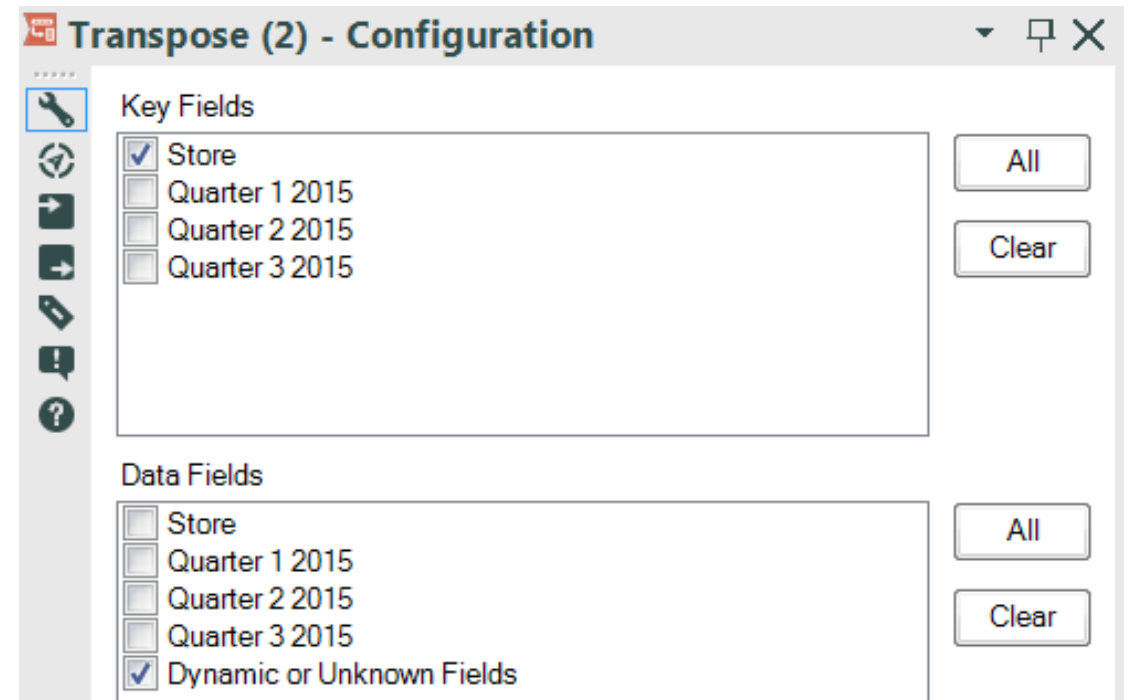 Transpose (2) - Configuration
Key Fields
Store
Quarter 1 2015
Quarter 2 2015
Quarter 3 2015
All
Clear
Data Fields
Store
Quarter 1 2015
Quarter 2 2015
Quarter 3 2015
Dynamic or Unknown Fields
All
Clear